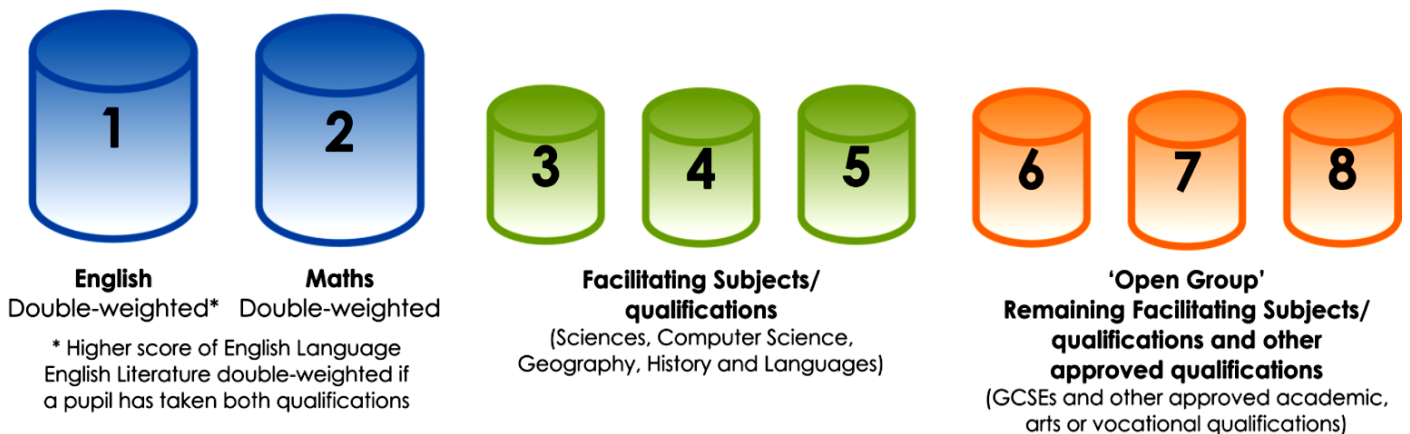 1
2
3
4
5
6
7
8
English
Double-weighted*
Maths
Double-weighted
* Higher score of English Language
English Literature double-weighted if
a pupil has taken both qualifications
Facilitating Subjects/
qualifications
(Sciences, Computer Science,
Geography, History and Languages)
‘Open Group’
Remaining Facilitating Subjects/
qualifications and other
approved qualifications
(GCSEs and other approved academic,
arts or vocational qualifications)